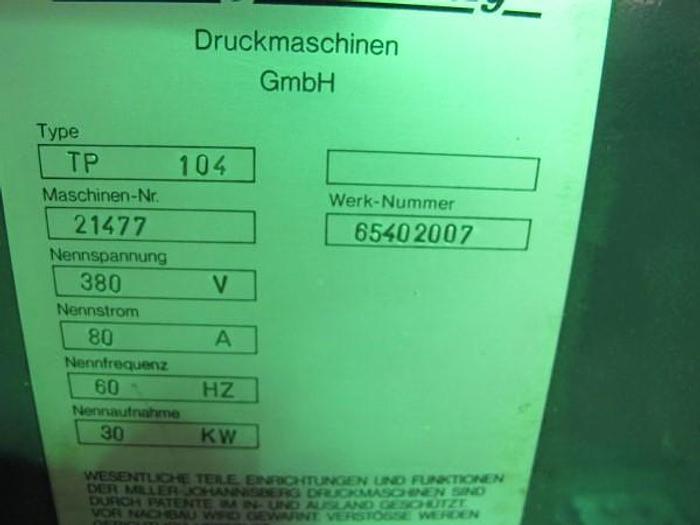 Druckmaschinen
GmbH
Type
TP 104
Maschinen-Nr.
21477
Werk-Nummer
65402007
Nennspannung
380 V
Nennstrom
80 A
Nennfrequenz
60 HZ
Nennaufnahme
30 KW
WESENTLICHE TEILE, EINRICHTUNGEN UND FUNKTIONEN
DER MILLER-JOHANNISBERG DRUCKMASCHINEN SIND
DURCH PATENTE IM IN- UND AUSLAND GESCHÜTZT.
VOR NACHBAU WIRD GEWARNT. VERSTÖSSE WERDEN